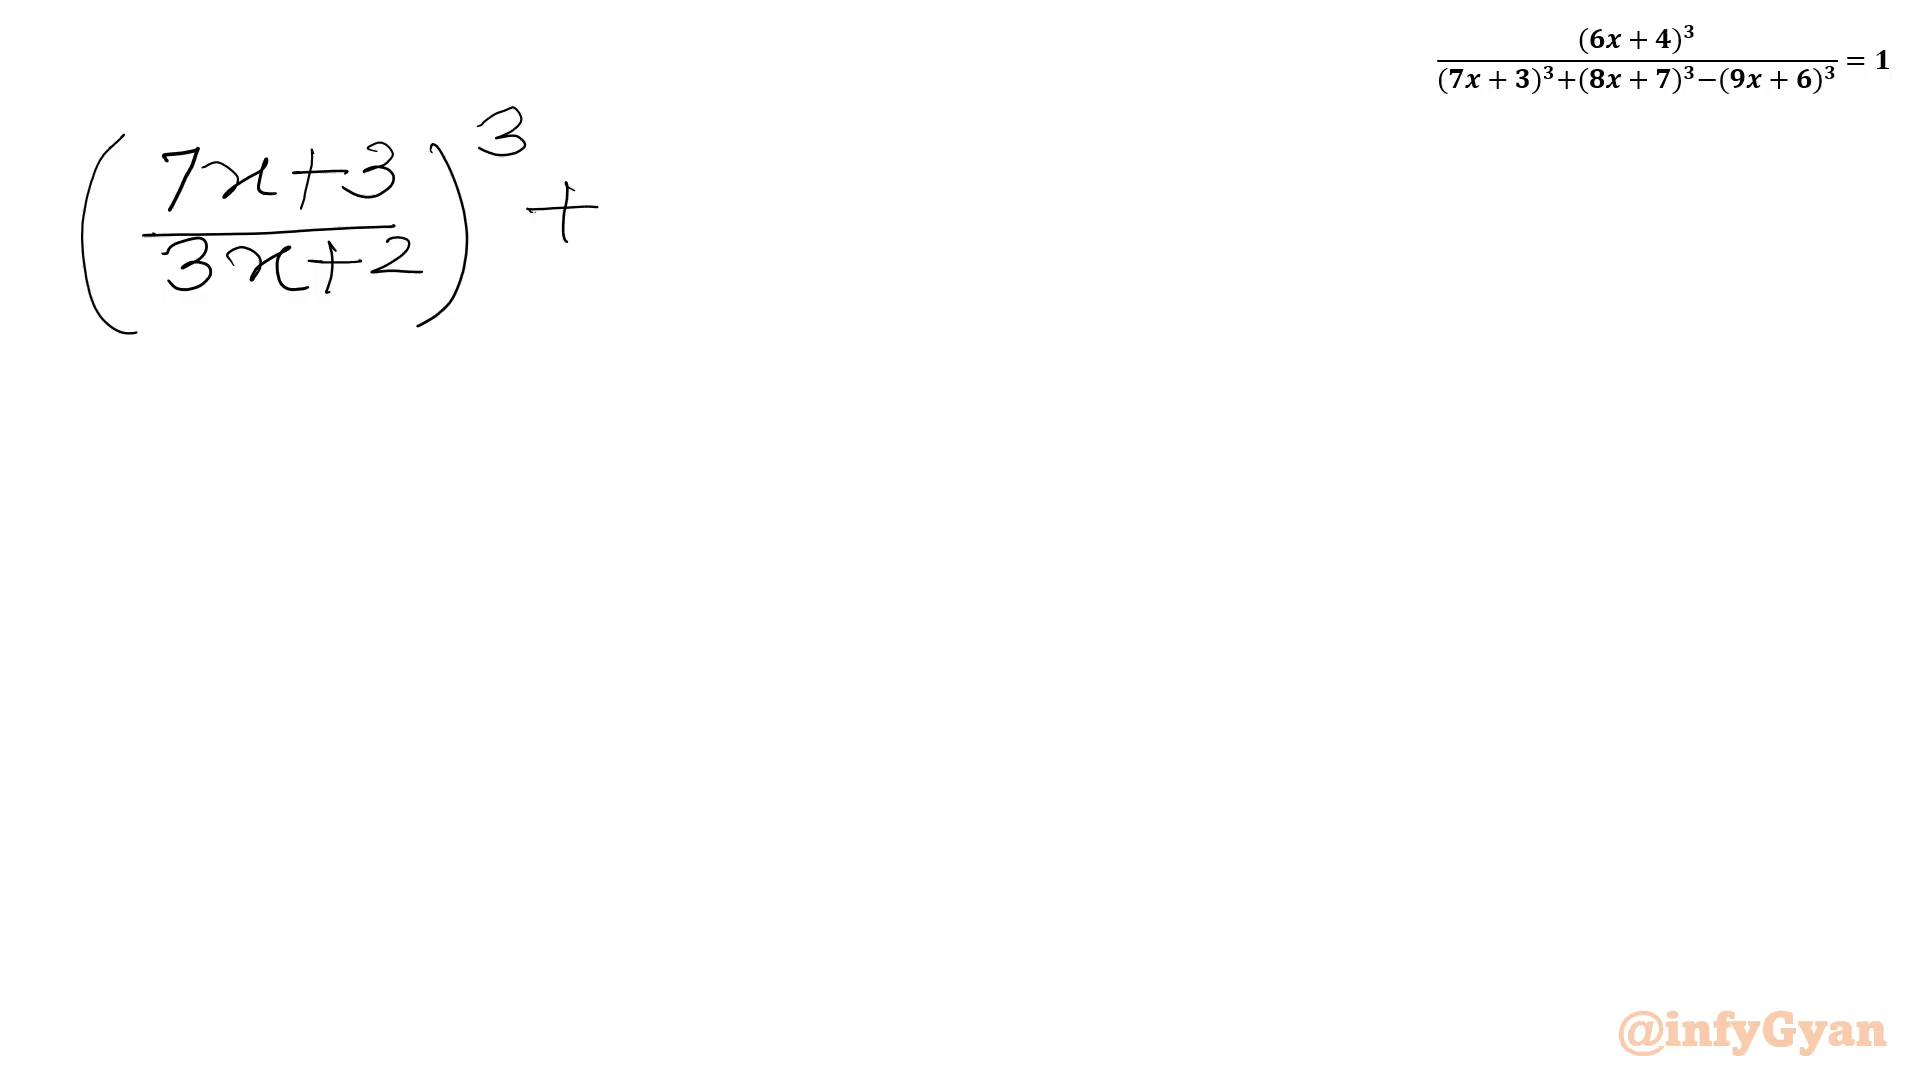 (6x + 4)³
(7x + 3)³+(8x + 7)³−(9x + 6)³ = 1
(7x+3 / 3x+2)³ +
@infyGyan